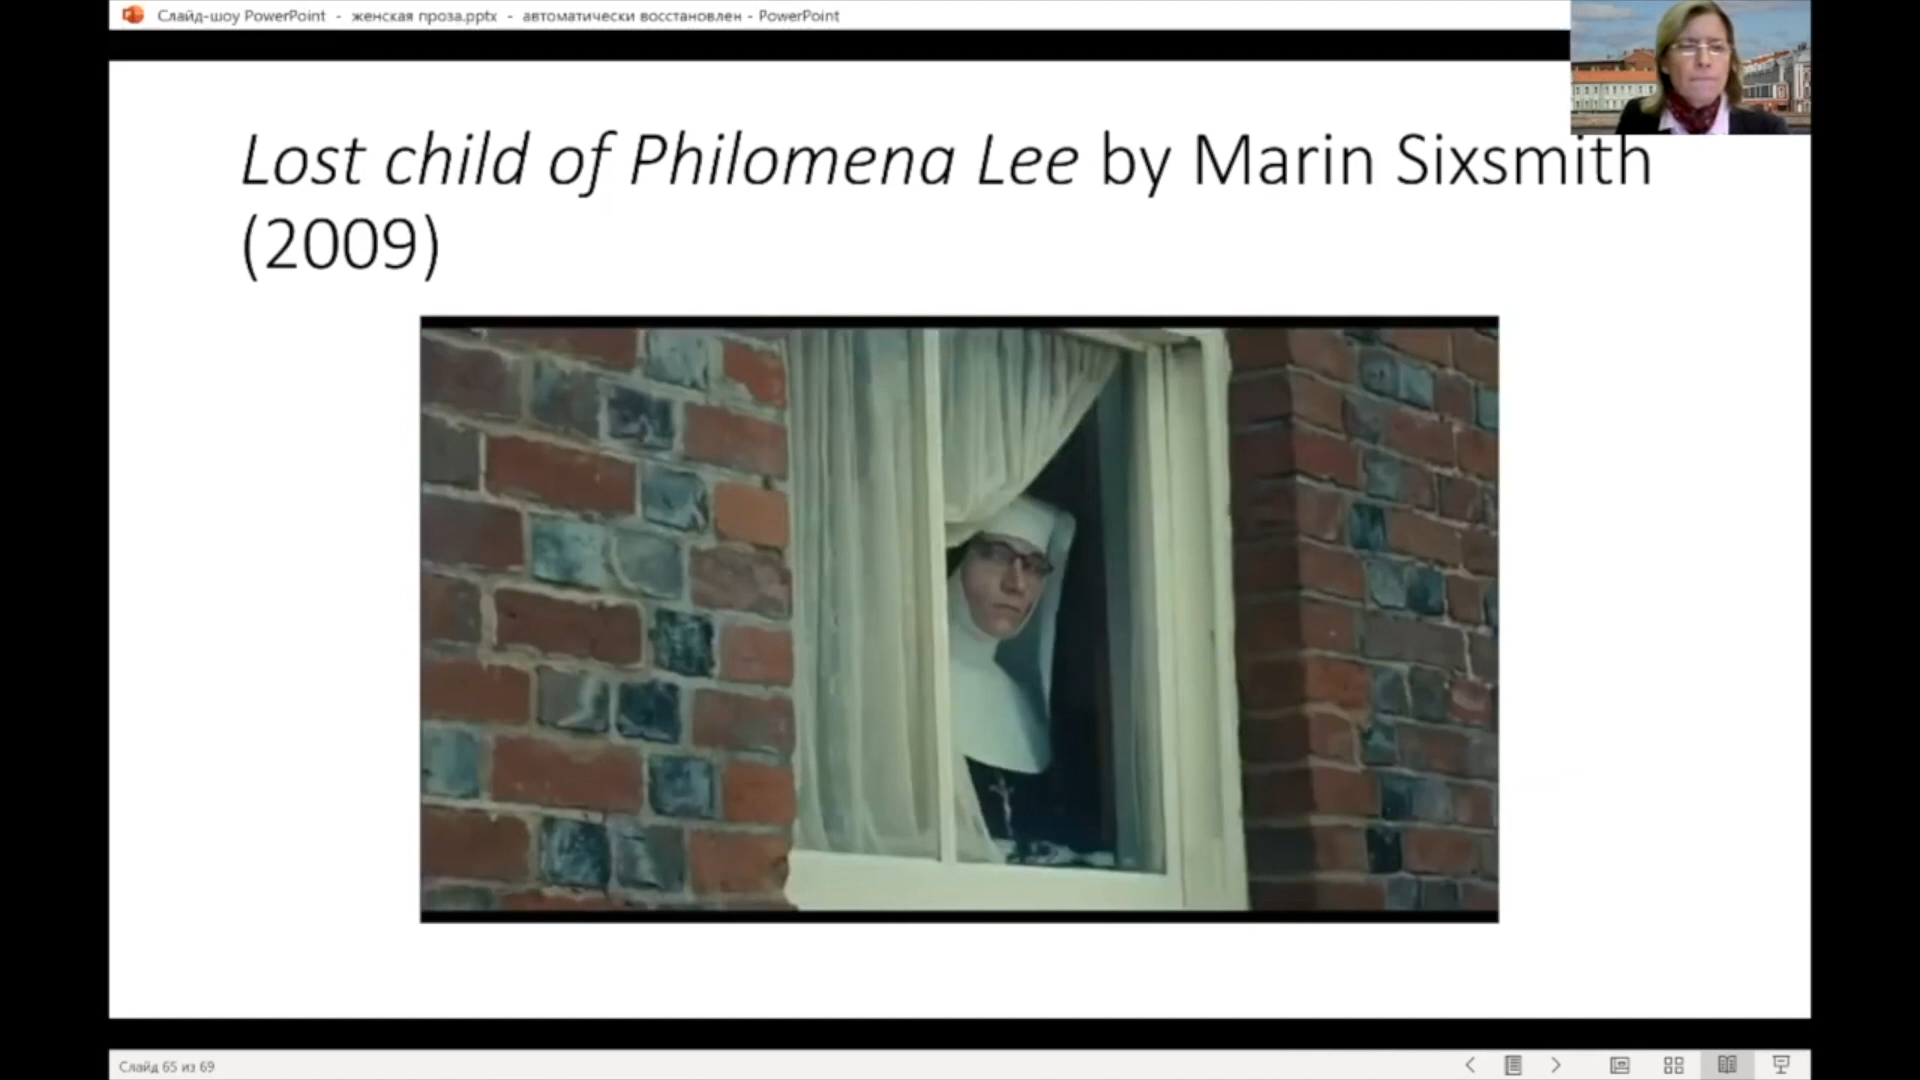 Слайд-шоу PowerPoint - женская проза.pptx - автоматически восстановлен - PowerPoint
Lost child of Philomena Lee by Marin Sixsmith
(2009)
Слайд 65 из 69